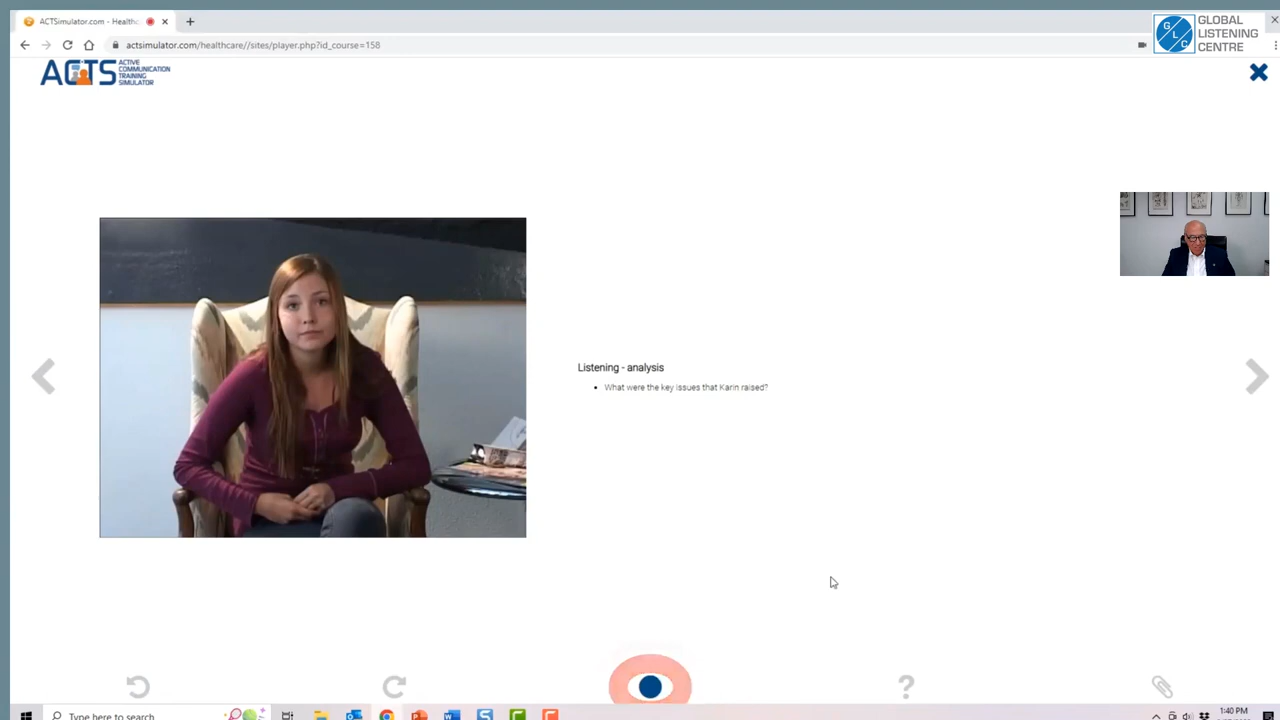 ACTSimulator.com - Healthc
GLOBAL
LISTENING
CENTRE
GLC
actsimulator.com/healthcare//sites/player.php?id_course=158
ACTS
ACTIVE
COMMUNICATION
TRAINING
SIMULATOR
Listening - analysis
• What were the key issues that Karin raised?
Type here to search
1:40 PM